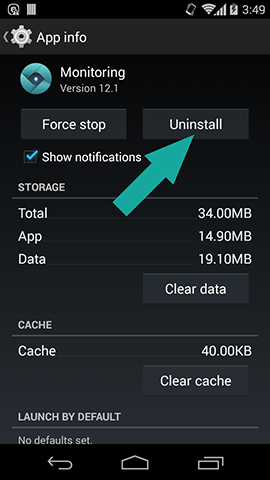 3:49
App info
Monitoring
Version 12.1
Force stop
Uninstall
Show notifications
STORAGE
Total 34.00MB
App 14.90MB
Data 19.10MB
Clear data
CACHE
Cache 40.00KB
Clear cache
LAUNCH BY DEFAULT
No defaults set.